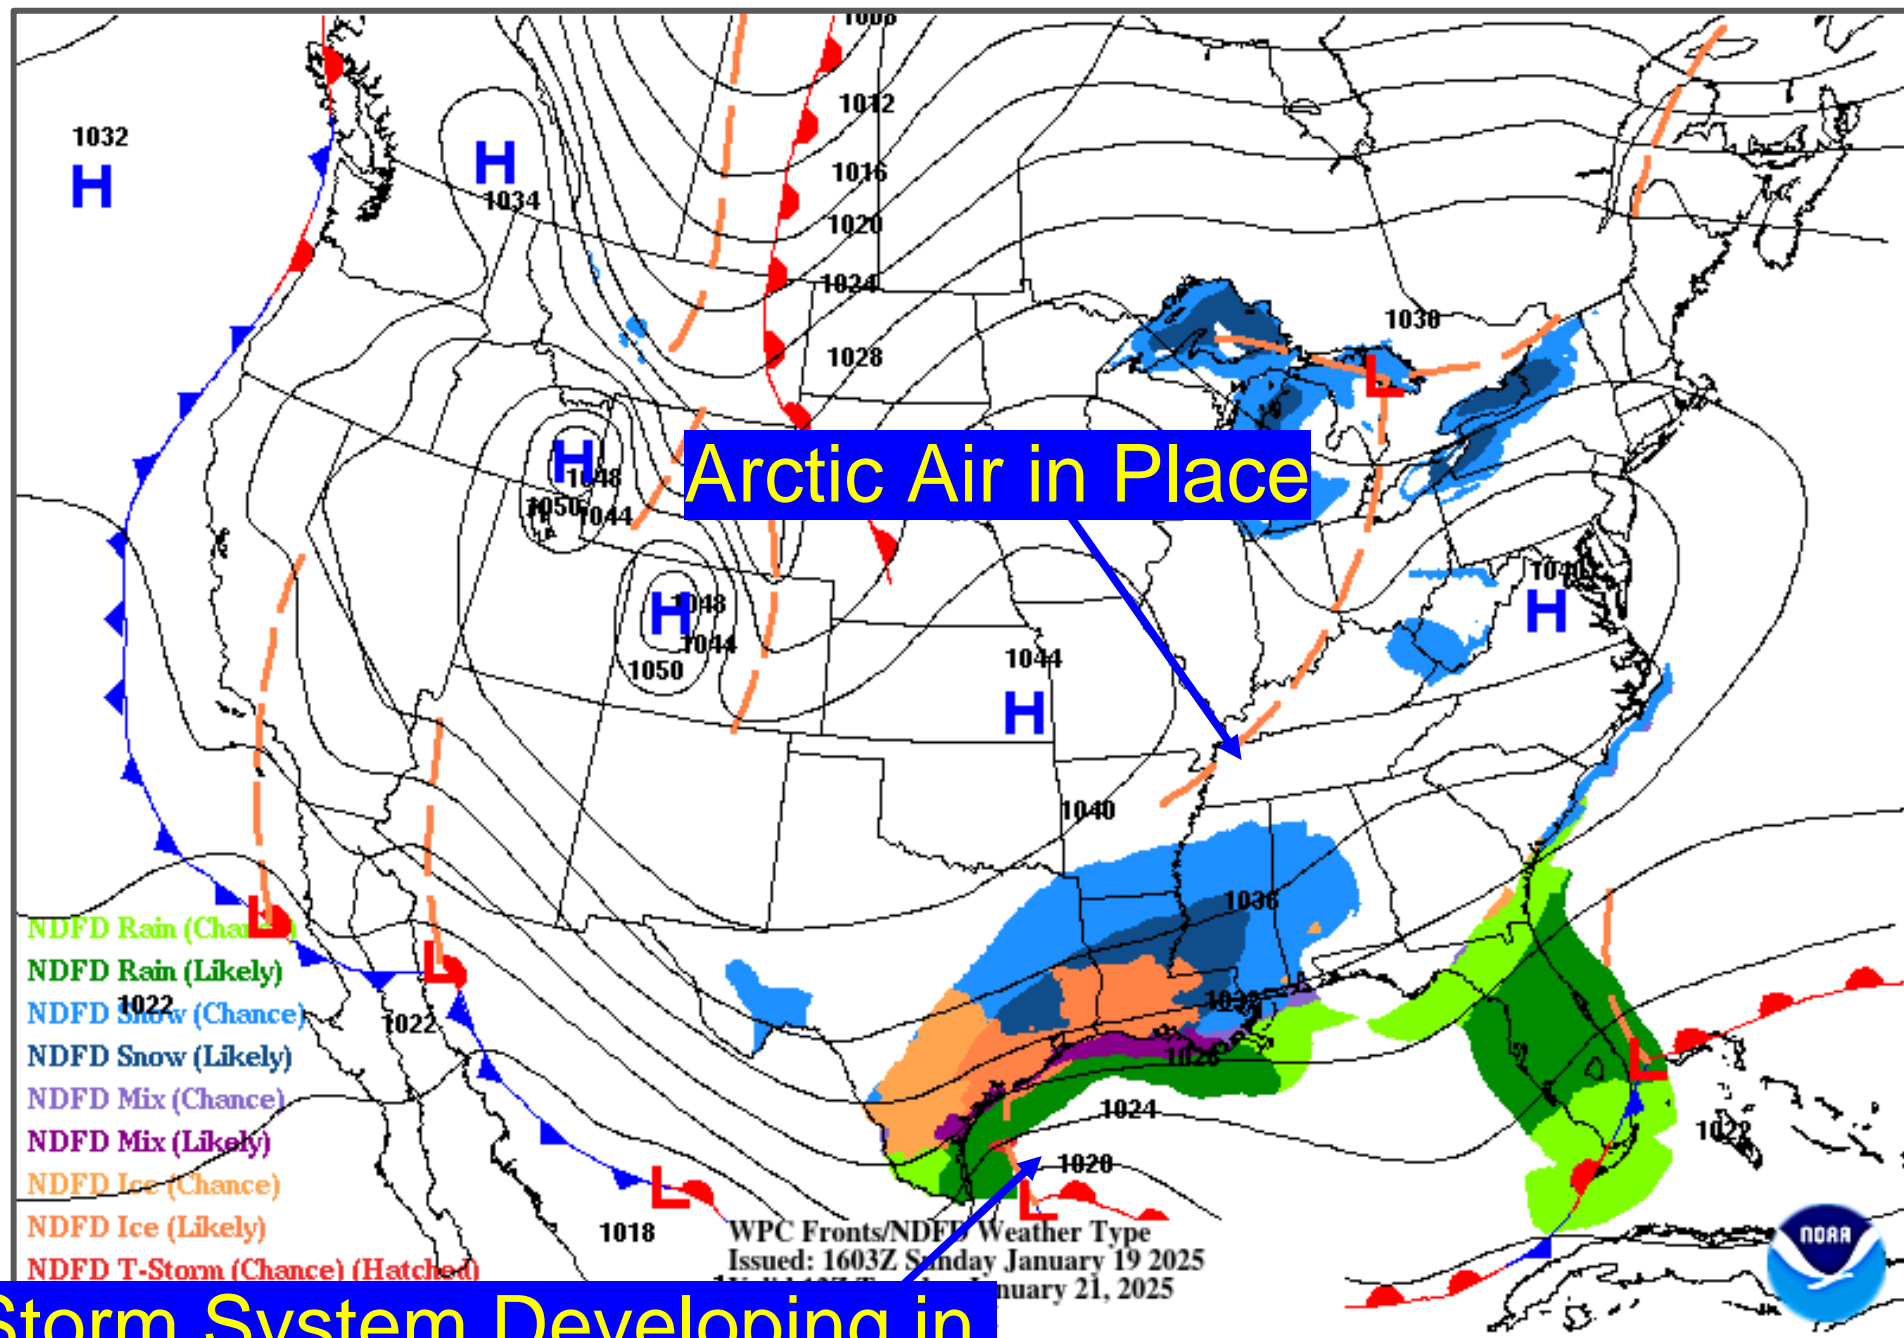 1008
1032
H
1012
H
1034
1016
1020
1024
1030
1028
L
Arctic Air in Place
H
1048
1050
1044
H
H
1048
1044
1050
1044
H
1040
1036
L
L
NDFD Rain (Chance)
NDFD Rain (Likely)
1022
NDFD Snow (Chance)
1022
NDFD Snow (Likely)
1024
NDFD Mix (Chance)
L
1022
NDFD Mix (Likely)
1020
NDFD Ice (Chance)
L
L
NDFD Ice (Likely)
1018
WPC Fronts/NDFD Weather Type
Issued: 1603Z Sunday January 19 2025
January 21, 2025
NDFD T-Storm (Chance) (Hatched)
NOAA
Storm System Developing in